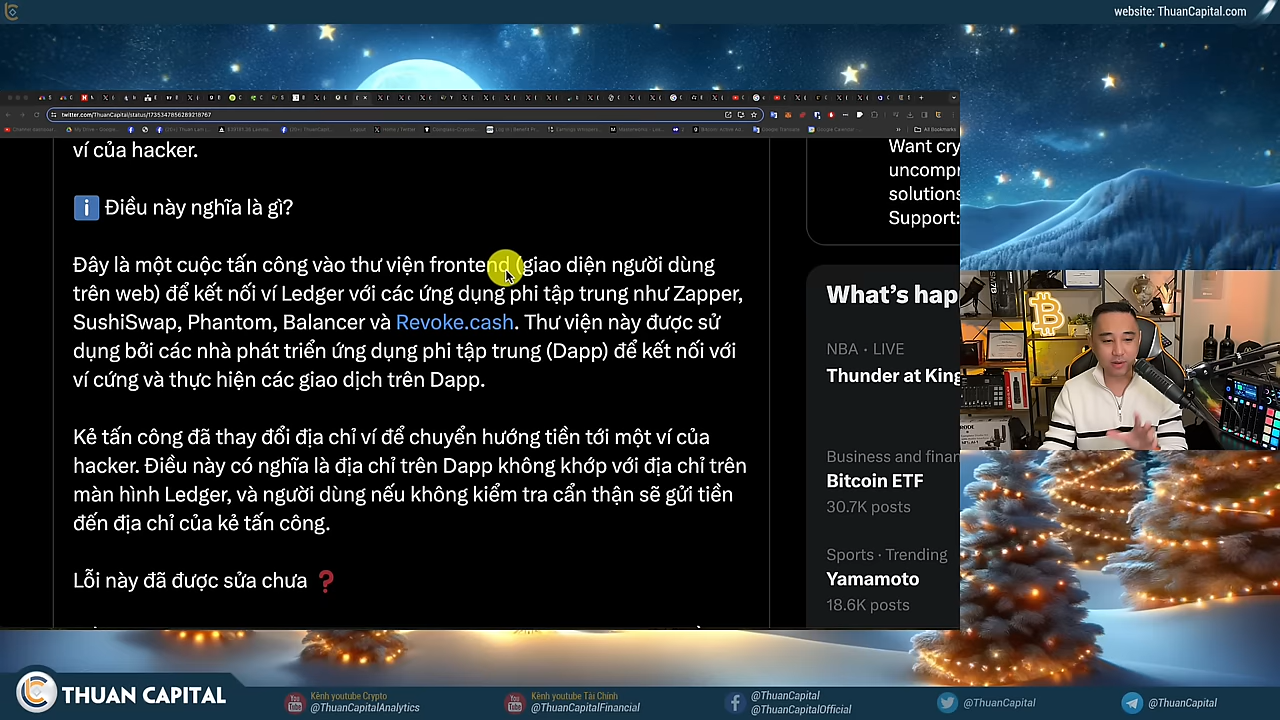 website: ThuanCapital.com
twitter.com/ThuanCapital/status/1735347856289218767
All Bookmarks
ví của hacker.
ℹ️ Điều này nghĩa là gì?
Đây là một cuộc tấn công vào thư viện frontend (giao diện người dùng
trên web) để kết nối ví Ledger với các ứng dụng phi tập trung như Zapper,
SushiSwap, Phantom, Balancer và Revoke.cash. Thư viện này được sử
dụng bởi các nhà phát triển ứng dụng phi tập trung (Dapp) để kết nối với
ví cứng và thực hiện các giao dịch trên Dapp.
Kẻ tấn công đã thay đổi địa chỉ ví để chuyển hướng tiền tới một ví của
hacker. Điều này có nghĩa là địa chỉ trên Dapp không khớp với địa chỉ trên
màn hình Ledger, và người dùng nếu không kiểm tra cẩn thận sẽ gửi tiền
đến địa chỉ của kẻ tấn công.
Lỗi này đã được sửa chưa ❓
Want cry
uncompr
solutions
Support:
What's hap
NBA · LIVE
Thunder at King
Business and finan
Bitcoin ETF
30.7K posts
Sports · Trending
Yamamoto
18.6K posts
THUAN CAPITAL
Kênh youtube Crypto
@ThuanCapitalAnalytics
Kênh youtube Tài Chính
@ThuanCapitalFinancial
@ThuanCapital
@ThuanCapitalOfficial
@ThuanCapital
@ThuanCapital